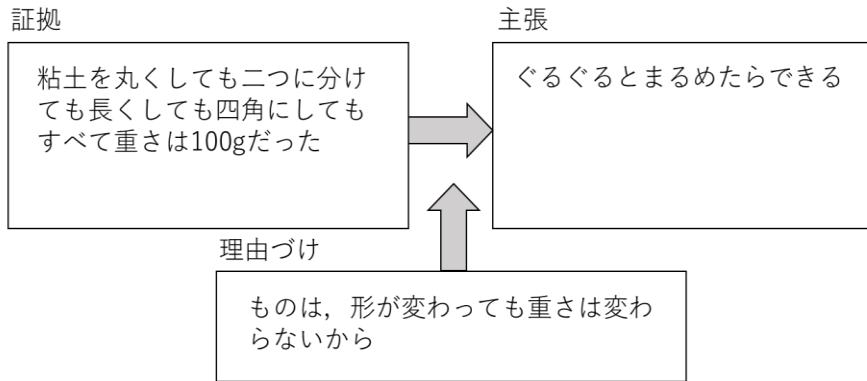 証拠
粘土を丸くしても二つに分け
ても長くしても四角にしても
すべて重さは100gだった
主張
ぐるぐるとまるめたらできる
理由づけ
ものは，形が変わっても重さは変わ
らないから